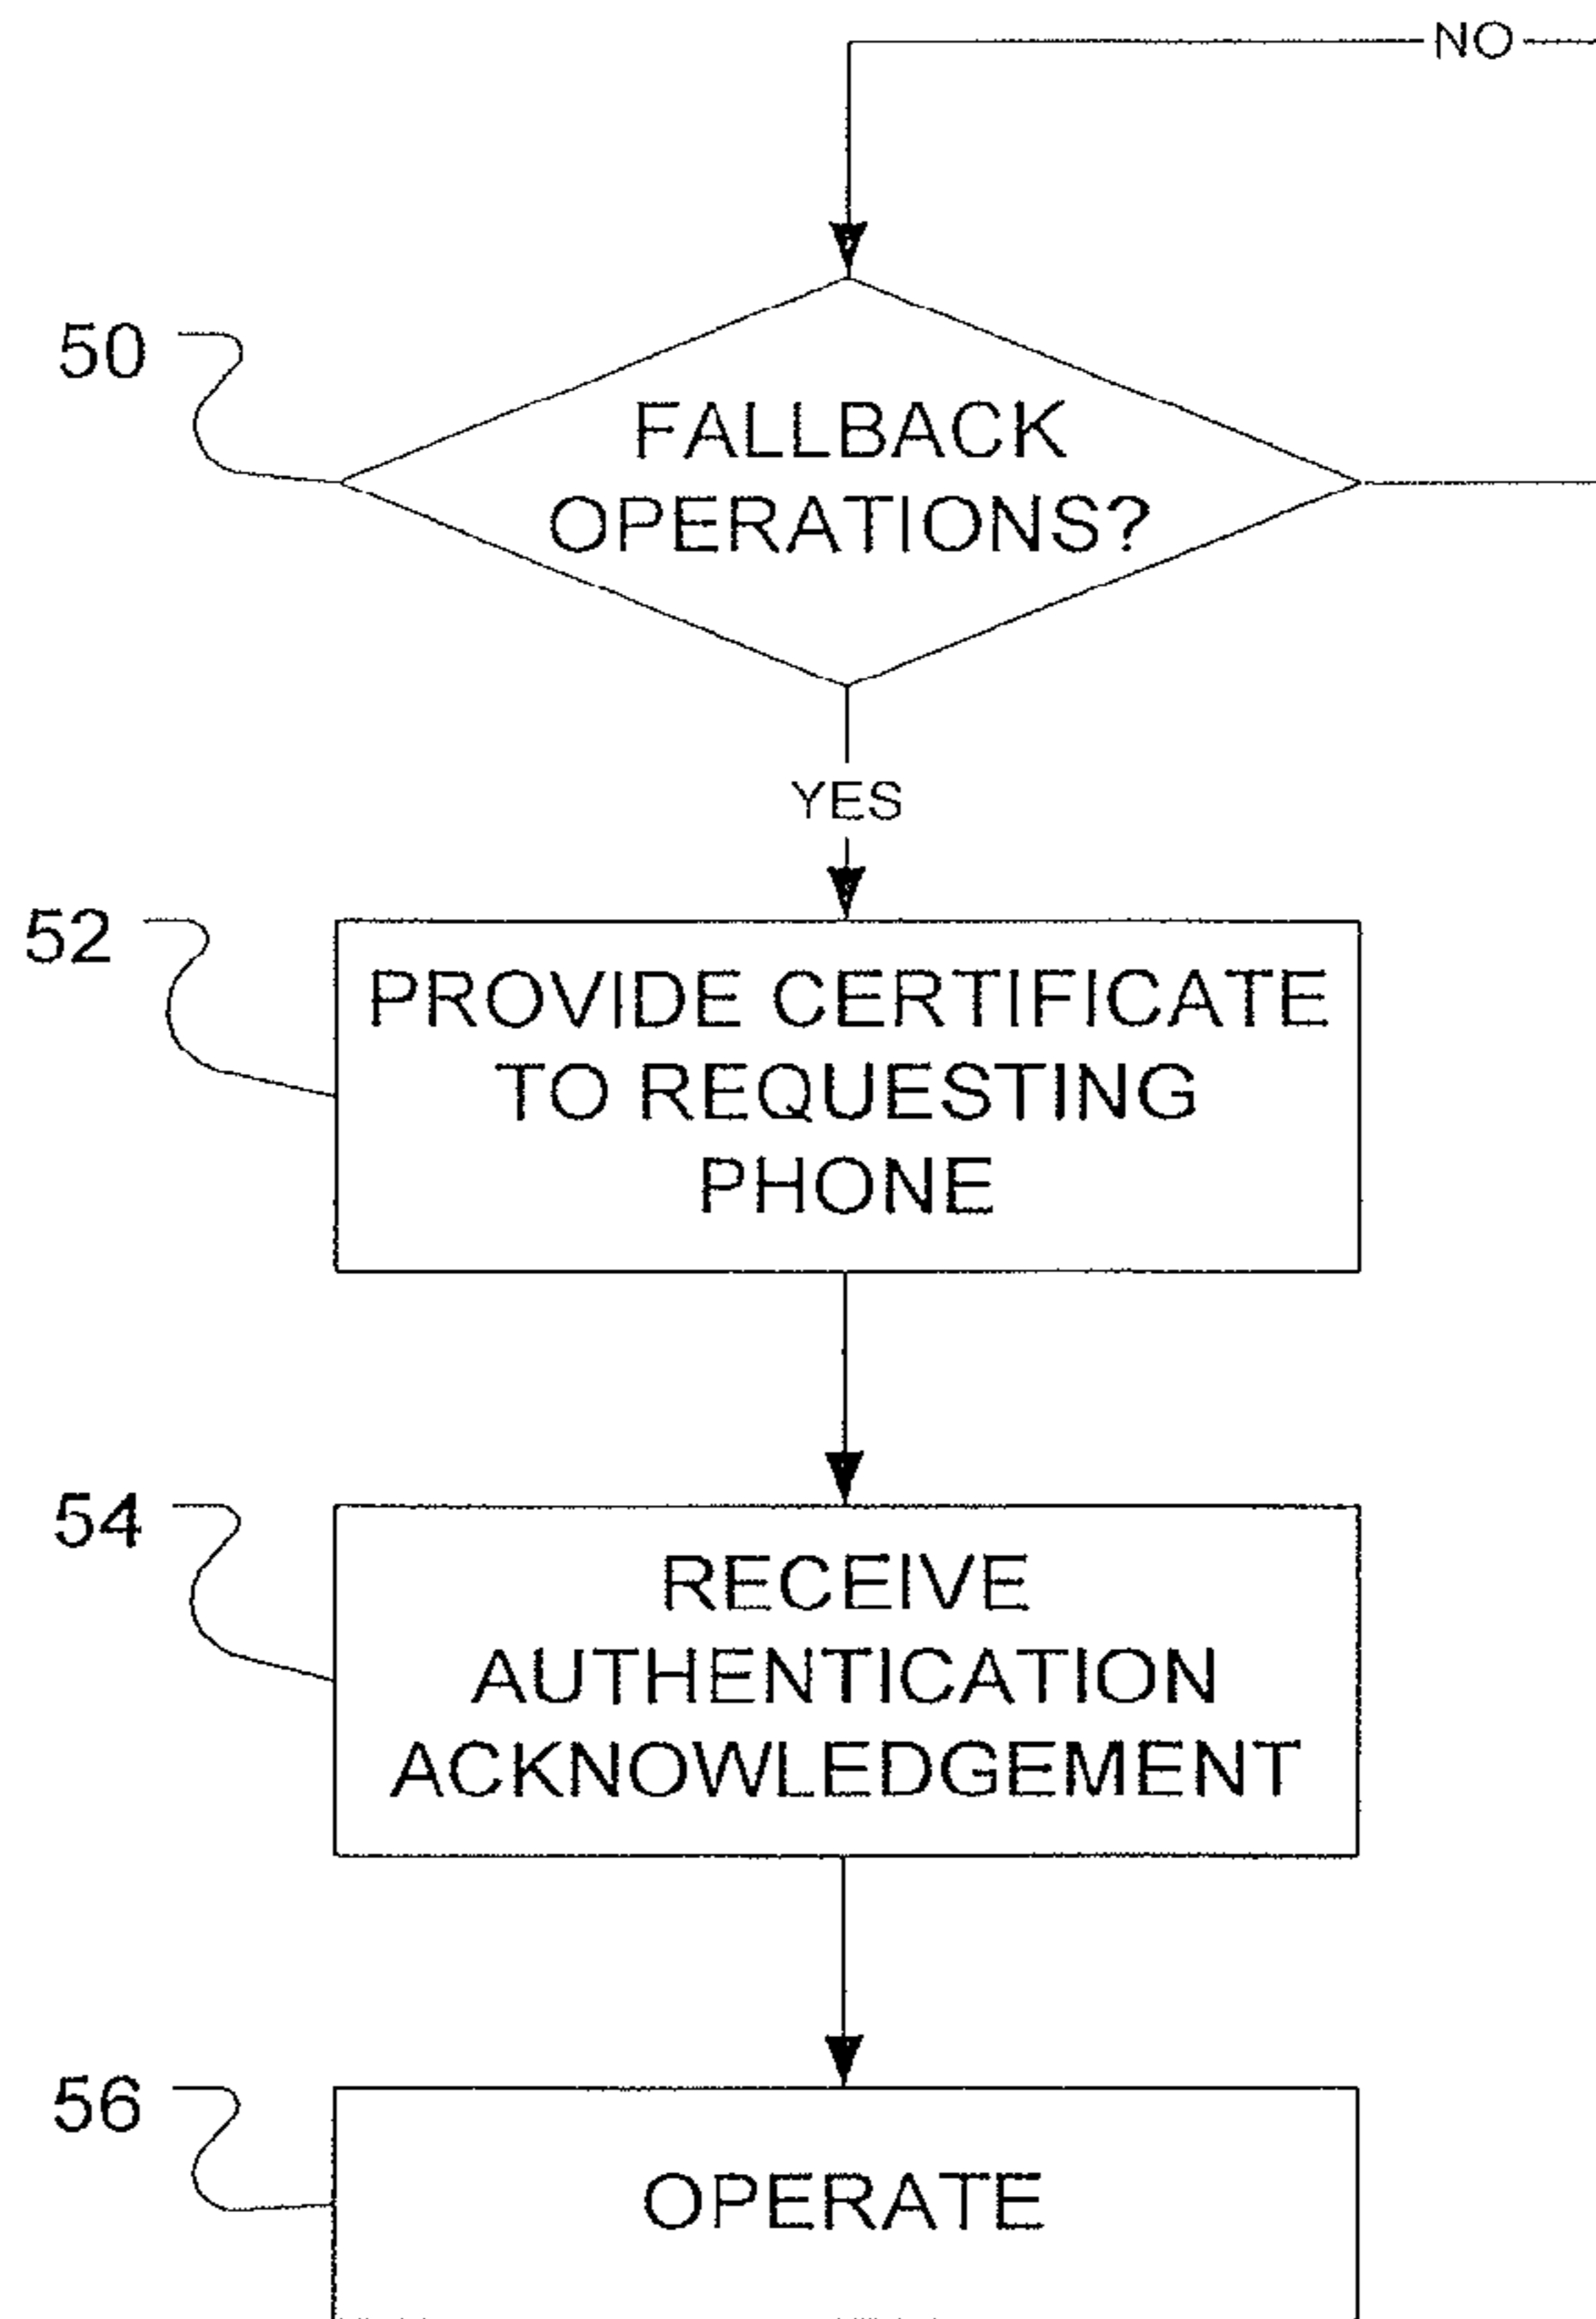 NO
50
FALLBACK
OPERATIONS?
YES
52
PROVIDE CERTIFICATE
TO REQUESTING
PHONE
54
RECEIVE
AUTHENTICATION
ACKNOWLEDGEMENT
56
OPERATE